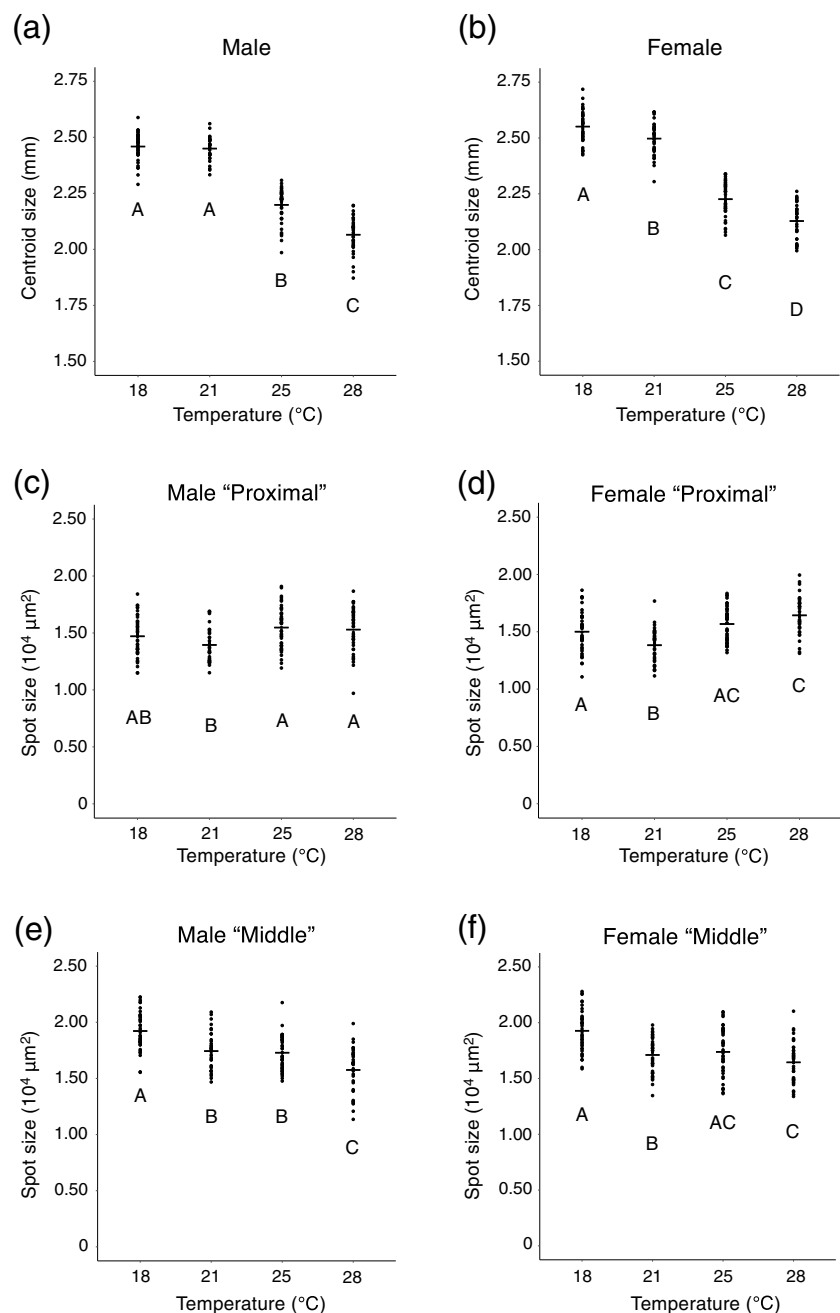 (a)
Male
Centroid size (mm)
2.75
2.50
2.25
2.00
1.75
1.50
A
A
B
C
18
21
25
28
Temperature (°C)
(b)
Female
Centroid size (mm)
2.75
2.50
2.25
2.00
1.75
1.50
A
B
C
D
18
21
25
28
Temperature (°C)
(c)
Male “Proximal”
Spot size (10⁴ µm²)
2.50
2.00
1.50
1.00
0.50
0
AB
B
A
A
18
21
25
28
Temperature (°C)
(d)
Female “Proximal”
Spot size (10⁴ µm²)
2.50
2.00
1.50
1.00
0.50
0
A
B
AC
C
18
21
25
28
Temperature (°C)
(e)
Male “Middle”
Spot size (10⁴ µm²)
2.50
2.00
1.50
1.00
0.50
0
A
B
B
C
18
21
25
28
Temperature (°C)
(f)
Female “Middle”
Spot size (10⁴ µm²)
2.50
2.00
1.50
1.00
0.50
0
A
B
AC
C
18
21
25
28
Temperature (°C)